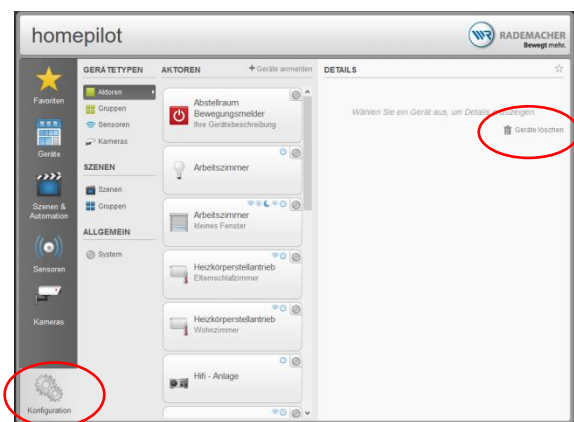 homepilot
RADEMACHER
Bewegt mehr.
Favoriten
Geräte
Szenen &
Automation
Sensoren
Kameras
Konfiguration
GERÄTETYPEN
Aktoren
Gruppen
Sensoren
Kameras
SZENEN
Szenen
Gruppen
ALLGEMEIN
System
AKTOREN
+ Geräte anmelden
Abstellraum
Bewegungsmelder
Ihre Gerätebeschreibung
Arbeitszimmer
Arbeitszimmer
kleines Fenster
Heizkörperstellantrieb
Elternschlafzimmer
Heizkörperstellantrieb
Wohnzimmer
Hifi - Anlage
DETAILS
Wählen Sie ein Gerät aus, um Details anzuzeigen.
Geräte löschen